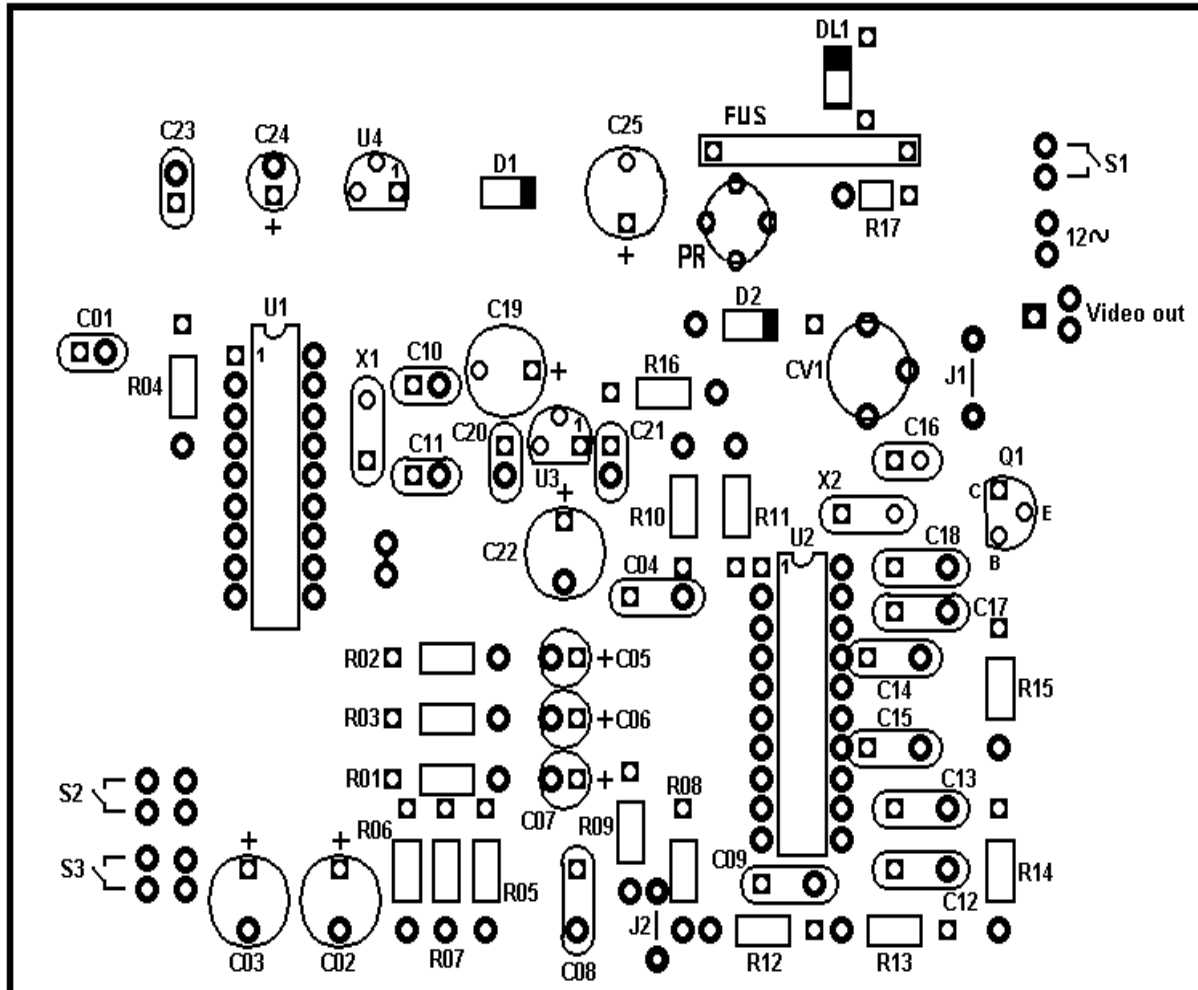 DL1
C23
C24
U4
D1
C25
FUS
1
S1
R17
+
+
PR
12~
Video out
C01
U1
C19
D2
1
X1
C10
R16
CV1
J1
R04
+
C20
1
C21
C11
U3
C16
Q1
X2
C
E
B
+
R10
R11
U2
C22
C04
1
C18
C17
R02
+C05
C14
R15
R03
+C06
C15
R01
+
C07
R08
C13
S2
R06
R09
S3
+
+
R05
C09
R14
C12
J2
C03
C02
R07
C08
R12
R13